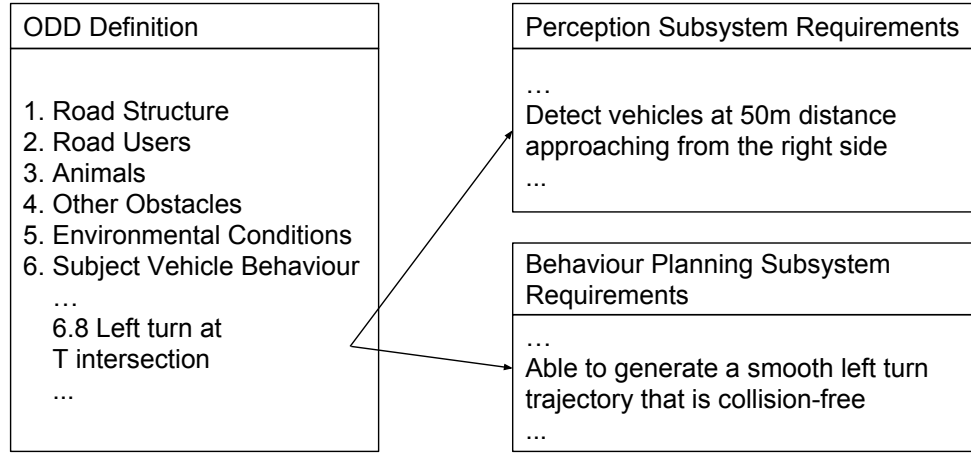 ODD Definition
1. Road Structure
2. Road Users
3. Animals
4. Other Obstacles
5. Environmental Conditions
6. Subject Vehicle Behaviour
…
6.8 Left turn at
T intersection
...
Perception Subsystem Requirements
…
Detect vehicles at 50m distance
approaching from the right side
...
Behaviour Planning Subsystem
Requirements
…
Able to generate a smooth left turn
trajectory that is collision-free
...